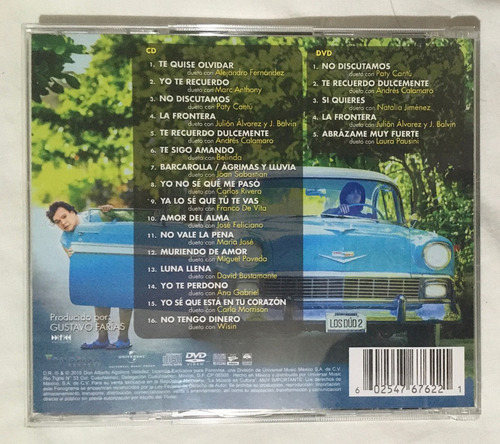 CD
1. TE QUISE OLVIDAR
dueto con Alejandro Fernández
2. YO TE RECUERDO
dueto con Marc Anthony
3. NO DISCUTAMOS
dueto con Paty Cantú
4. LA FRONTERA
dueto con Julión Álvarez y J. Balvin
5. TE RECUERDO DULCEMENTE
dueto con Andrés Calamaro
6. TE SIGO AMANDO
dueto con Belinda
7. BARCAROLLA / ÁGRIMAS Y LLUVIA
dueto con Joan Sebastian
8. YO NO SÉ QUÉ ME PASÓ
dueto con Carlos Rivera
9. YA LO SÉ QUE TÚ TE VAS
dueto con Franco De Vita
10. AMOR DEL ALMA
dueto con José Feliciano
11. NO VALE LA PENA
dueto con María José
12. MURIENDO DE AMOR
dueto con Miguel Poveda
13. LUNA LLENA
dueto con David Bustamante
14. YO TE PERDONO
dueto con Ana Gabriel
15. YO SÉ QUE ESTÁ EN TU CORAZÓN
dueto con Carla Morrison
16. NO TENGO DINERO
dueto con Wisin
DVD
1. NO DISCUTAMOS
dueto con Paty Cantú
2. TE RECUERDO DULCEMENTE
dueto con Andrés Calamaro
3. SI QUIERES
dueto con Natalia Jiménez
4. LA FRONTERA
dueto con Julión Álvarez y J. Balvin
5. ABRÁZAME MUY FUERTE
dueto con Laura Pausini
LOS DÚO 2
Producido por:
GUSTAVO FARIAS
UNIVERSAL
DVD
6 02547 67622 1